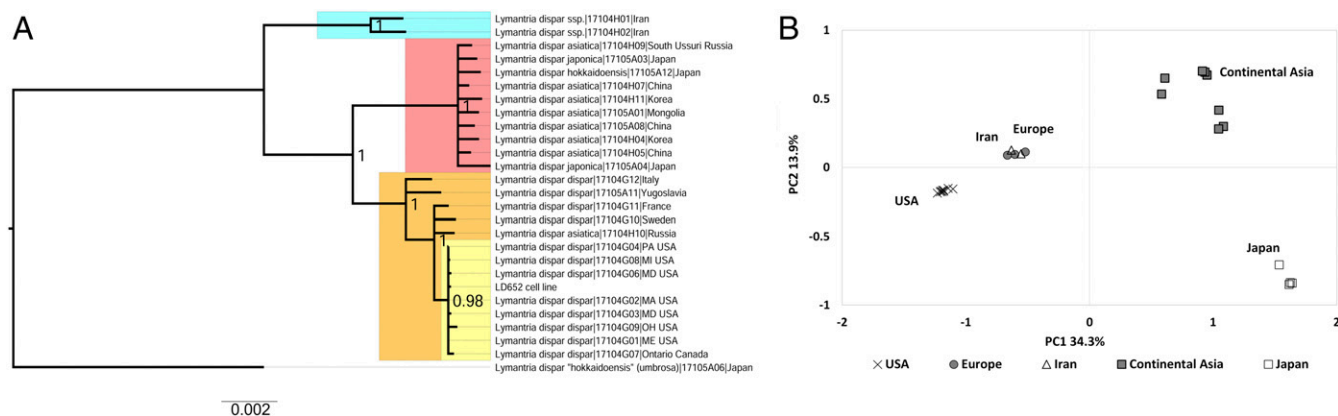 A
Lymantria dispar ssp.|17104H01|Iran
Lymantria dispar ssp.|17104H02|Iran
Lymantria dispar asiatica|17104H09|South Ussuri Russia
Lymantria dispar japonica|17105A03|Japan
Lymantria dispar hokkaidoensis|17105A12|Japan
Lymantria dispar asiatica|17104H07|China
Lymantria dispar asiatica|17104H11|Korea
Lymantria dispar asiatica|17105A01|Mongolia
Lymantria dispar asiatica|17105A08|China
Lymantria dispar asiatica|17104H04|Korea
Lymantria dispar asiatica|17104H05|China
Lymantria dispar japonica|17105A04|Japan
Lymantria dispar dispar|17104G12|Italy
Lymantria dispar dispar|17105A11|Yugoslavia
Lymantria dispar dispar|17104G11|France
Lymantria dispar dispar|17104G10|Sweden
Lymantria dispar asiatica|17104H10|Russia
Lymantria dispar dispar|17104G04|PA USA
Lymantria dispar dispar|17104G08|MI USA
Lymantria dispar dispar|17104G06|MD USA
LD652 cell line
Lymantria dispar dispar|17104G02|MA USA
Lymantria dispar dispar|17104G03|MD USA
Lymantria dispar dispar|17104G09|OH USA
Lymantria dispar dispar|17104G01|ME USA
Lymantria dispar dispar|17104G07|Ontario Canada
Lymantria dispar "hokkaidoensis" (umbrosa)|17105A06|Japan
1
1
1
1
1
0.98
0.002
B
PC2 13.9%
1
0.5
0
-0.5
-1
Continental Asia
Iran
Europe
USA
Japan
-2
-1
0
1
2
PC1 34.3%
USA
Europe
Iran
Continental Asia
Japan